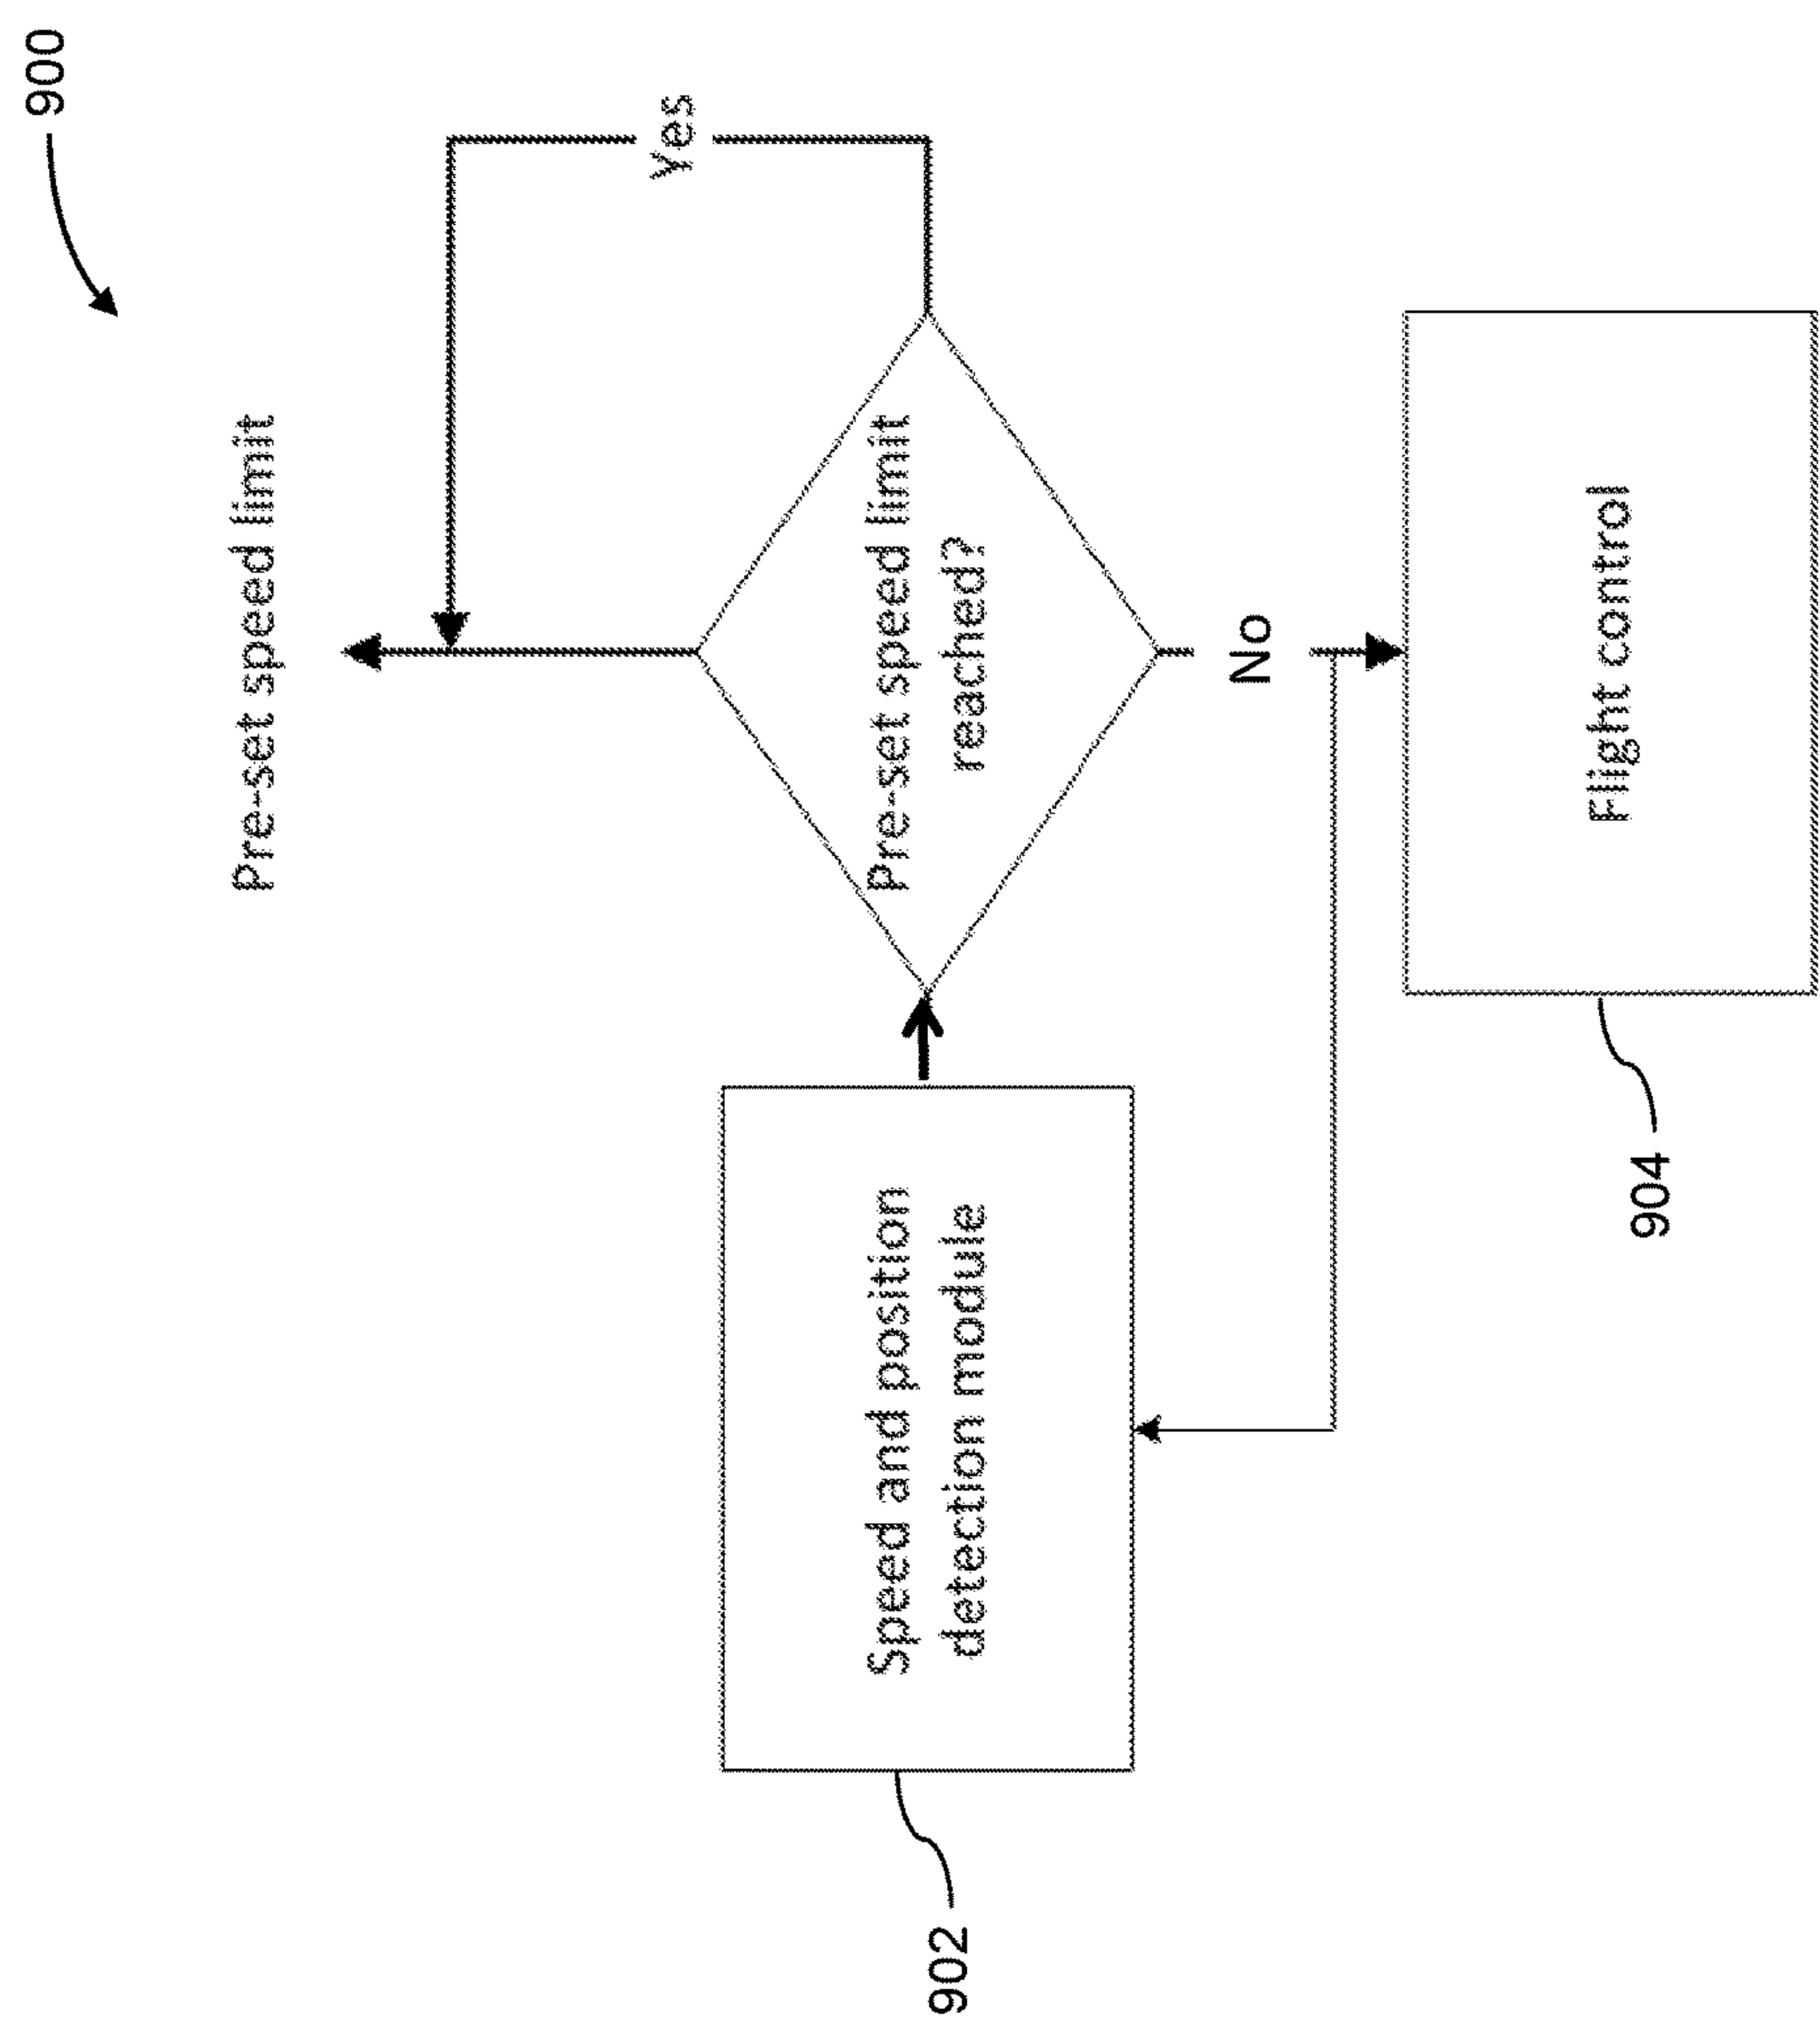 900
Pre-set speed limit
Yes
Speed and position
detection module
Pre-set speed limit
reached?
902
No
Flight control
904